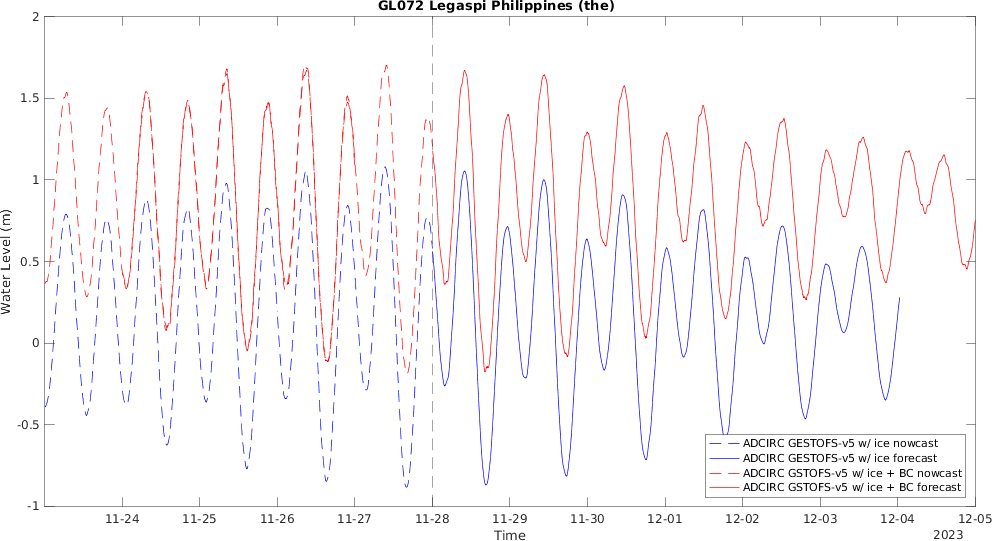 GL072 Legaspi Philippines (the)
2
1.5
1
0.5
0
-0.5
-1
Water Level (m)
ADCIRC GESTOFS-v5 w/ ice nowcast
ADCIRC GESTOFS-v5 w/ ice forecast
ADCIRC GSTOFS-v5 w/ ice + BC nowcast
ADCIRC GSTOFS-v5 w/ ice + BC forecast
11-24 11-25 11-26 11-27 11-28 11-29 11-30 12-01 12-02 12-03 12-04 12-05
Time
2023